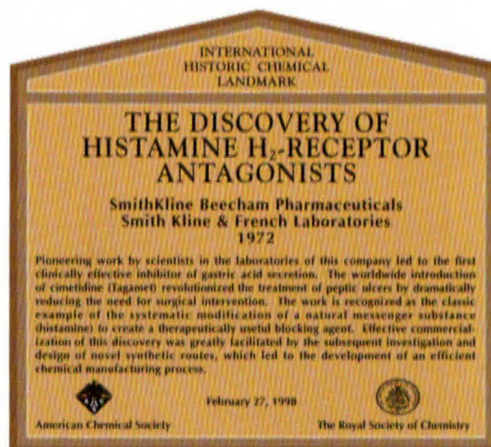 INTERNATIONAL
HISTORIC CHEMICAL
LANDMARK
THE DISCOVERY OF
HISTAMINE H₂-RECEPTOR
ANTAGONISTS
SmithKline Beecham Pharmaceuticals
Smith Kline & French Laboratories
1972
Pioneering work by scientists in the laboratories of this company led to the first
clinically effective inhibitor of gastric acid secretion. The worldwide introduction
of cimetidine (Tagamet) revolutionized the treatment of peptic ulcers by dramatically
reducing the need for surgical intervention. The work is recognized as the classic
example of the systematic modification of a natural messenger substance
(histamine) to create a therapeutically useful blocking agent. Effective commercial-
ization of this discovery was greatly facilitated by the subsequent investigation and
design of novel synthetic routes, which led to the development of an efficient
chemical manufacturing process.
February 27, 1998
American Chemical Society
The Royal Society of Chemistry